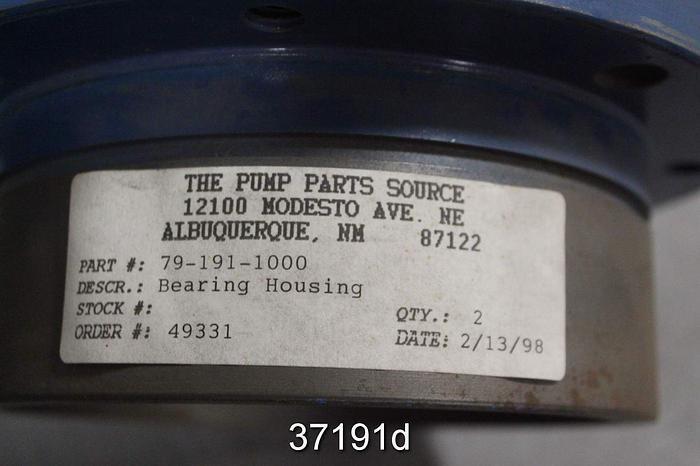 THE PUMP PARTS SOURCE
12100 MODESTO AVE. NE
ALBUQUERQUE, NM 87122
PART #: 79-191-1000
DESCR.: Bearing Housing
STOCK #:
QTY.: 2
ORDER #: 49331
DATE: 2/13/98
37191d